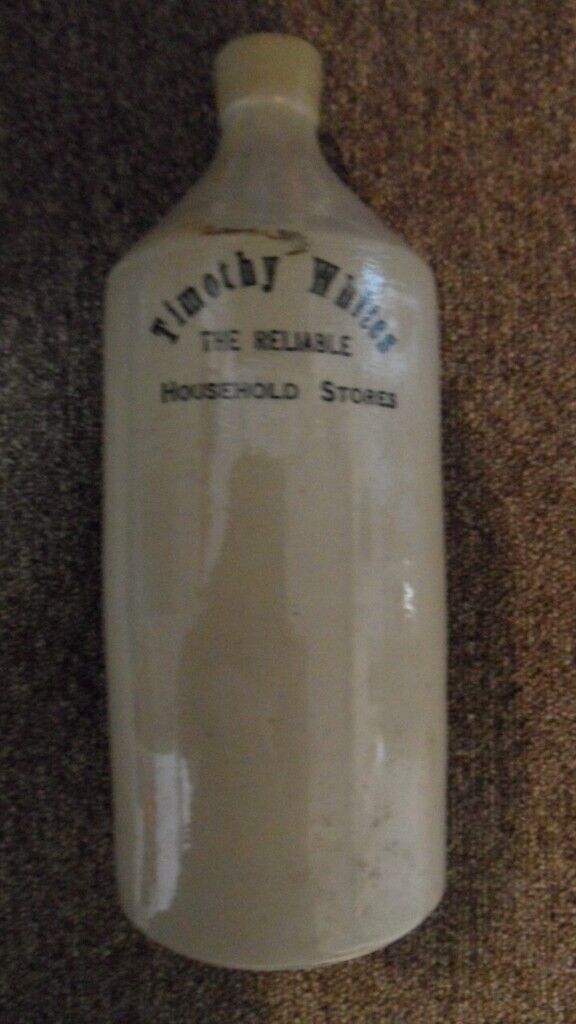 Timothy Whites
THE RELIABLE
HOUSEHOLD STORES